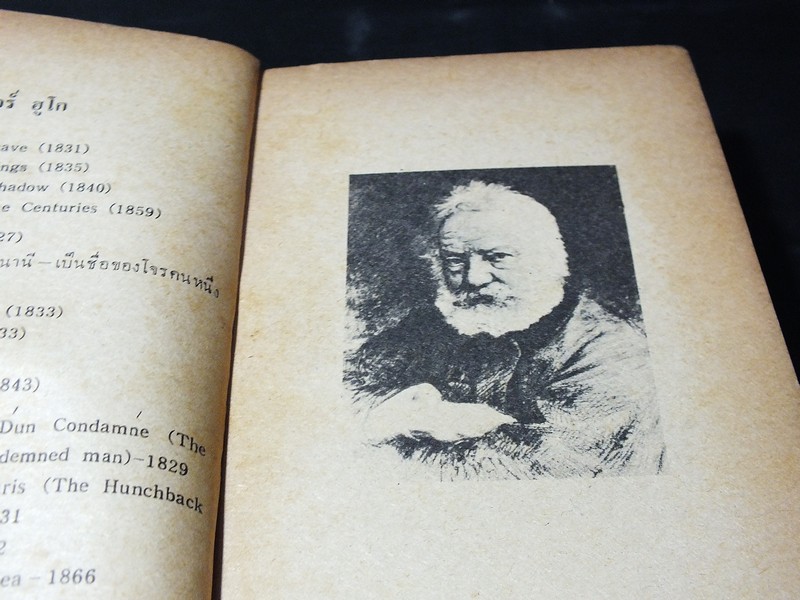 ร์ ฮูโก
ave (1831)
ngs (1835)
hadow (1840)
e Centuries (1859)
27)
นานี – เป็นชื่อของโจรคนหนึ่ง
(1833)
33)
843)
Dún Condamné (The
demned man)–1829
ris (The Hunchback
31
2
ea – 1866